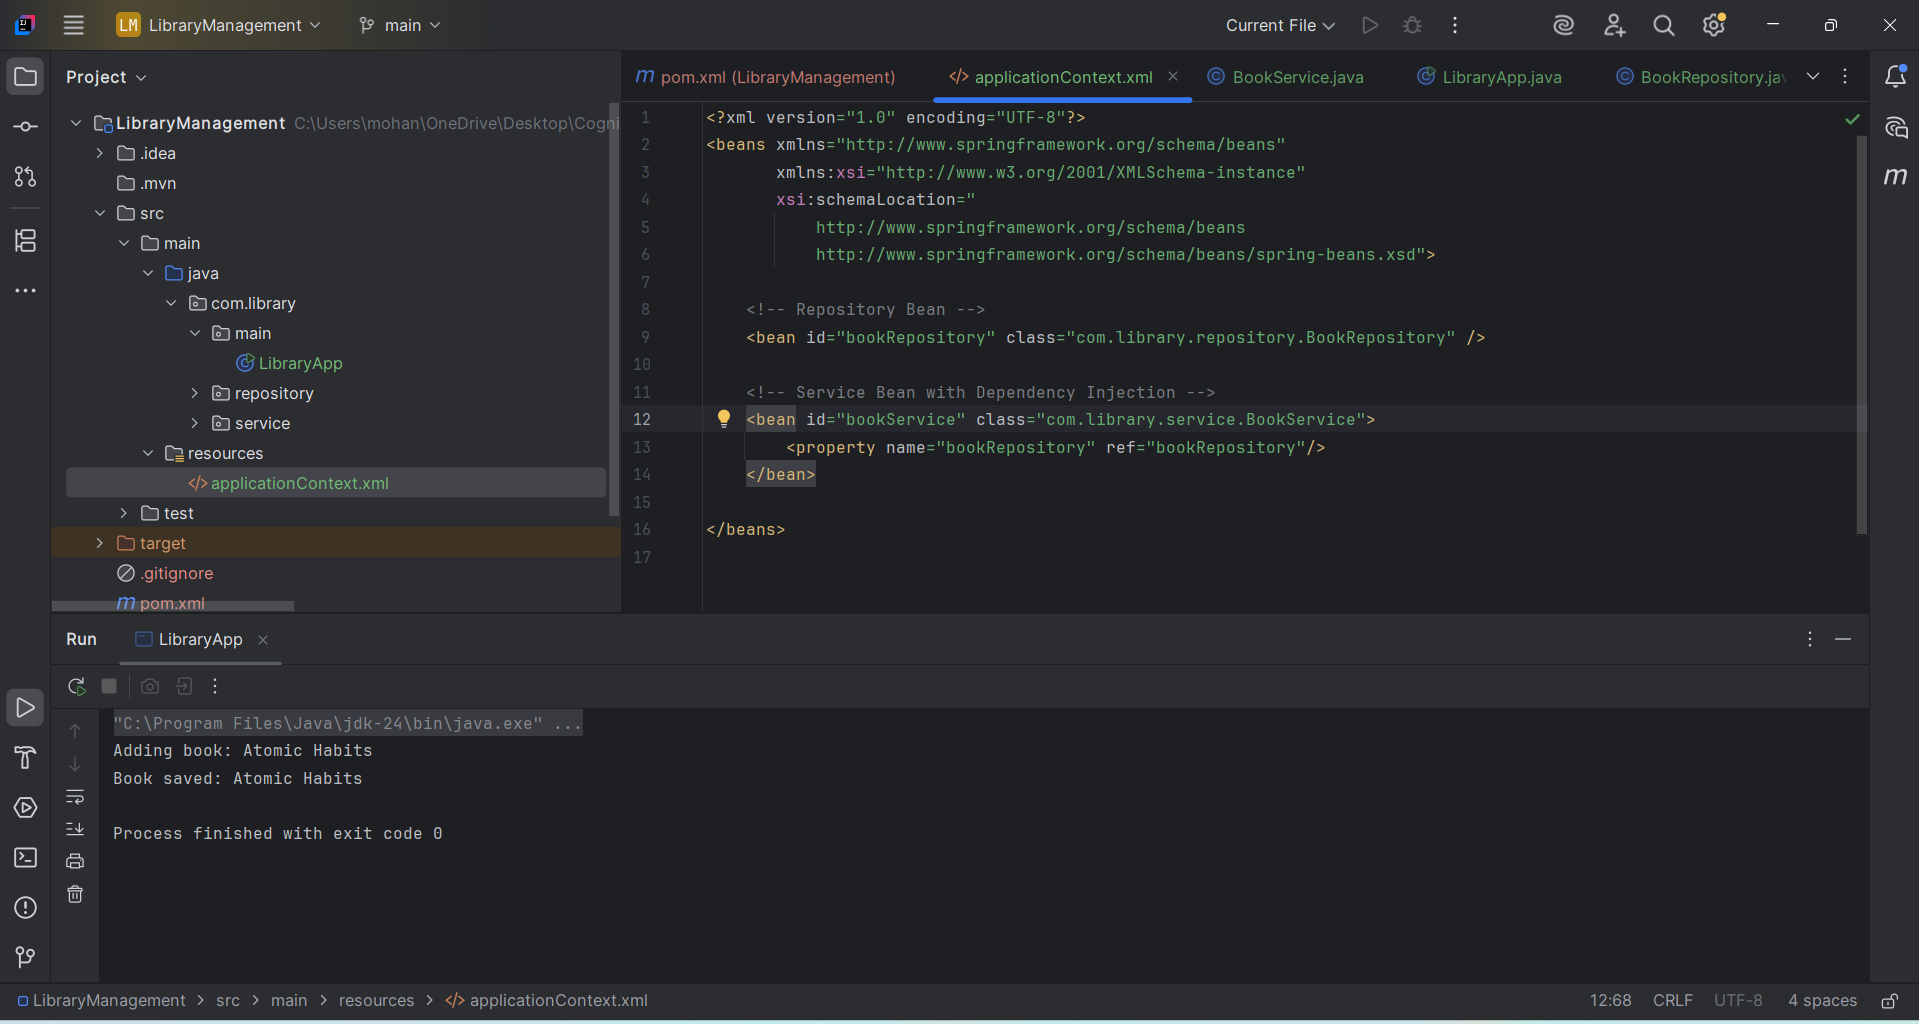 LM LibraryManagement main Current File
Project
LibraryManagement C:\Users\mohan\OneDrive\Desktop\Cogni
.idea
.mvn
src
main
java
com.library
main
LibraryApp
repository
service
resources
</> applicationContext.xml
test
target
.gitignore
m pom.xml
m pom.xml (LibraryManagement) </> applicationContext.xml BookService.java LibraryApp.java BookRepository.jav
1 <?xml version="1.0" encoding="UTF-8"?>
2 <beans xmlns="http://www.springframework.org/schema/beans"
3 xmlns:xsi="http://www.w3.org/2001/XMLSchema-instance"
4 xsi:schemaLocation="
5 http://www.springframework.org/schema/beans
6 http://www.springframework.org/schema/beans/spring-beans.xsd">
7
8 <!-- Repository Bean -->
9 <bean id="bookRepository" class="com.library.repository.BookRepository" />
10
11 <!-- Service Bean with Dependency Injection -->
12 <bean id="bookService" class="com.library.service.BookService">
13 <property name="bookRepository" ref="bookRepository"/>
14 </bean>
15
16 </beans>
17
m
Run LibraryApp
"C:\Program Files\Java\jdk-24\bin\java.exe" ...
Adding book: Atomic Habits
Book saved: Atomic Habits
Process finished with exit code 0
LibraryManagement > src > main > resources > </> applicationContext.xml 12:68 CRLF UTF-8 4 spaces